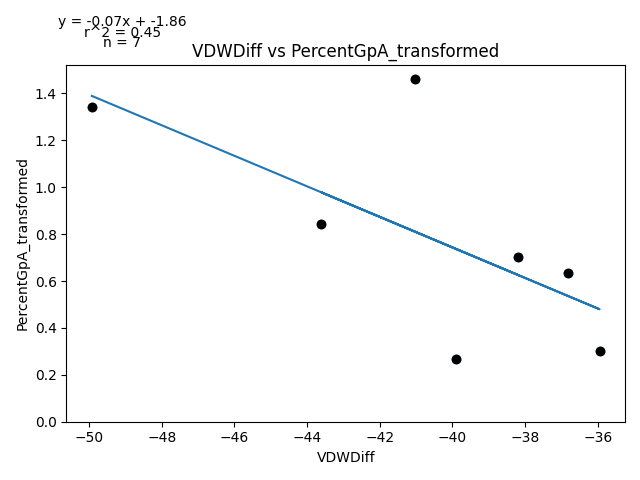 y = -0.07x + -1.86
r^2 = 0.45
n = 7
VDWDiff vs PercentGpA_transformed
PercentGpA_transformed
1.4
1.2
1.0
0.8
0.6
0.4
0.2
0.0
−50
−48
−46
−44
−42
−40
−38
−36
VDWDiff